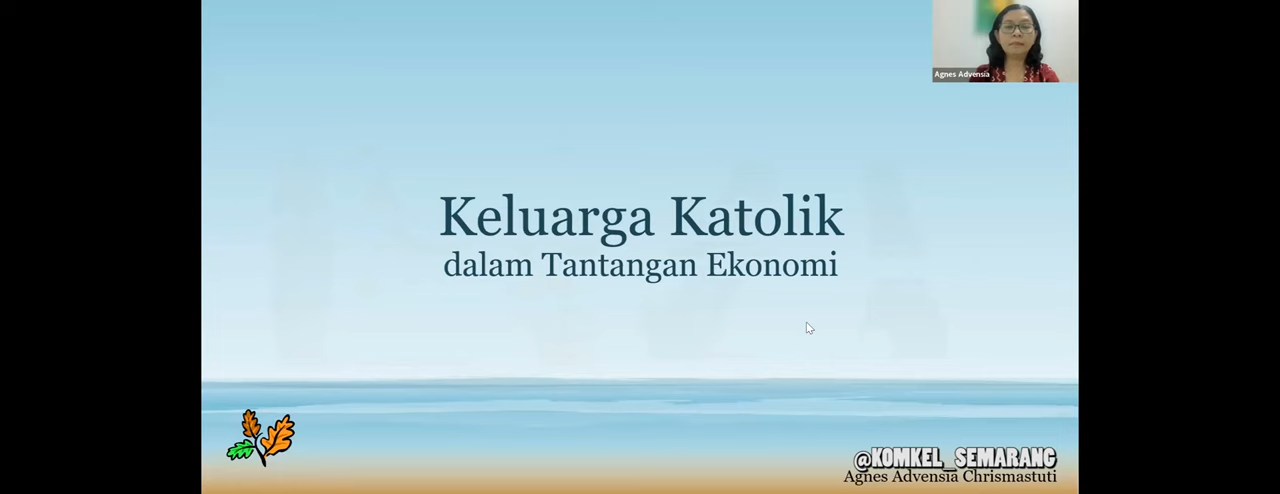 Agnes Advensia
Keluarga Katolik
dalam Tantangan Ekonomi
@KOMKEL_SEMARANG
Agnes Advensia Chrismastuti